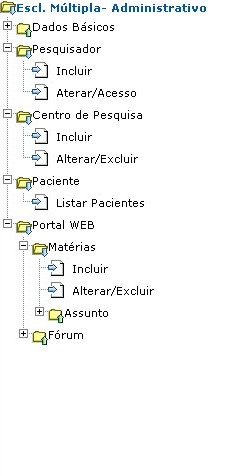 Escl. Múltipla- Administrativo
Dados Básicos
Pesquisador
Incluir
Aterar/Acesso
Centro de Pesquisa
Incluir
Alterar/Excluir
Paciente
Listar Pacientes
Portal WEB
Matérias
Incluir
Alterar/Excluir
Assunto
Fórum